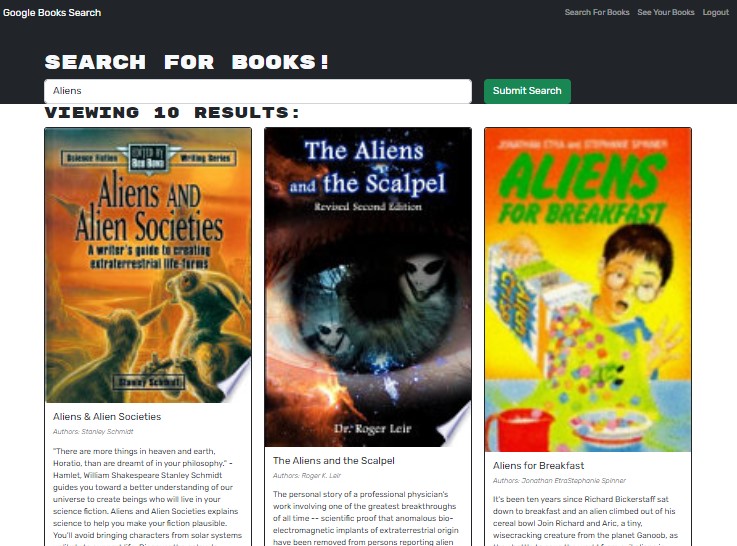 Google Books Search
Search For Books
See Your Books
Logout
SEARCH FOR BOOKS!
Aliens
Submit Search
VIEWING 10 RESULTS:
Science Fiction
EDITED BY
BEN BOVA
Writing Series
Aliens AND
Alien Societies
A writer's guide to creating
extraterrestrial life-forms
Stanley Schmidt
Aliens & Alien Societies
Authors: Stanley Schmidt
"There are more things in heaven and earth,
Horatio, than are dreamt of in your philosophy." –
Hamlet, William Shakespeare Stanley Schmidt
guides you toward a better understanding of our
universe to create beings who will live in your
science fiction. Aliens and Alien Societies explains
science to help you make your fiction plausible.
You'll avoid bringing characters from solar systems
The Aliens
and the Scalpel
Revised Second Edition
Dr. Roger Leir
The Aliens and the Scalpel
Authors: Roger K. Leir
The personal story of a professional physician's
work involving one of the greatest breakthroughs
of all time -- scientific proof that anomalous bio-
electromagnetic implants of extraterrestrial origin
have been removed from persons reporting alien
JONATHAN ETRA and STEPHANIE SPINNER
ALIENS
FOR BREAKFAST
Aliens for Breakfast
Authors: Jonathan EtraStephanie Spinner
It's been ten years since Richard Bickerstaff sat
down to breakfast and an alien climbed out of his
cereal bowl Join Richard and Aric, a tiny,
wisecracking creature from the planet Ganoob, as